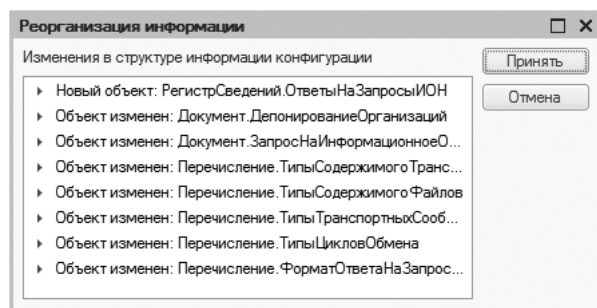 Реорганизация информации
Изменения в структуре информации конфигурации
Принять
Новый объект: РегистрСведений.ОтветыНаЗапросыИОН
Отмена
Объект изменен: Документ.ДепонированиеОрганизаций
Объект изменен: Документ.ЗапросНаИнформационноеО...
Объект изменен: Перечисление.ТипыСодержимогоТранс...
Объект изменен: Перечисление.ТипыСодержимогоФайлов
Объект изменен: Перечисление.ТипыТранспортныхСооб...
Объект изменен: Перечисление.ТипыЦикловОбмена
Объект изменен: Перечисление.ФорматОтветаНаЗапрос...